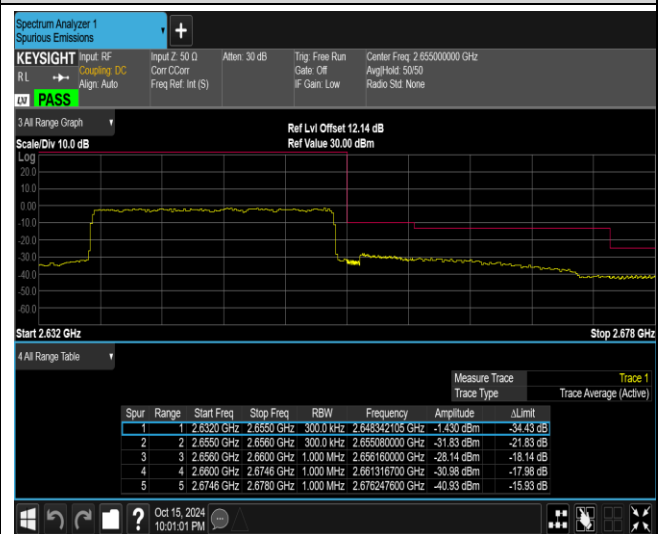 Spectrum Analyzer 1
Spurious Emissions
+
KEYSIGHT Input: RF Input Z: 50 Ω Atten: 30 dB Trig: Free Run Center Freq: 2.655000000 GHz
RL Coupling: DC Corr CCorr Gate: Off Avg|Hold: 50/50
Align: Auto Freq Ref: Int (S) IF Gain: Low Radio Std: None
LXI PASS
3 All Range Graph
Ref Lvl Offset 12.14 dB
Scale/Div 10.0 dB Ref Value 30.00 dBm
Log
20.0
10.0
0.00
-10.0
-20.0
-30.0
-40.0
-50.0
-60.0
Start 2.632 GHz Stop 2.678 GHz
4 All Range Table
Measure Trace Trace 1
Trace Type Trace Average (Active)
Spur Range Start Freq Stop Freq RBW Frequency Amplitude ΔLimit
1 1 2.6320 GHz 2.6550 GHz 300.0 kHz 2.648342105 GHz -1.430 dBm -34.43 dB
2 2 2.6550 GHz 2.6560 GHz 300.0 kHz 2.655080000 GHz -31.83 dBm -21.83 dB
3 3 2.6560 GHz 2.6600 GHz 1.000 MHz 2.656160000 GHz -28.14 dBm -18.14 dB
4 4 2.6600 GHz 2.6746 GHz 1.000 MHz 2.661316700 GHz -30.98 dBm -17.98 dB
5 5 2.6746 GHz 2.6780 GHz 1.000 MHz 2.676247600 GHz -40.93 dBm -15.93 dB
? Oct 15, 2024
10:01:01 PM